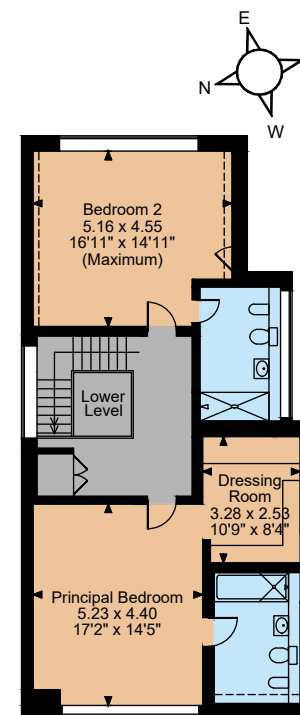 E
N
W
Bedroom 2
5.16 x 4.55
16'11" x 14'11"
(Maximum)
Lower
Level
Dressing
Room
3.28 x 2.53
10'9" x 8'4"
Principal Bedroom
5.23 x 4.40
17'2" x 14'5"